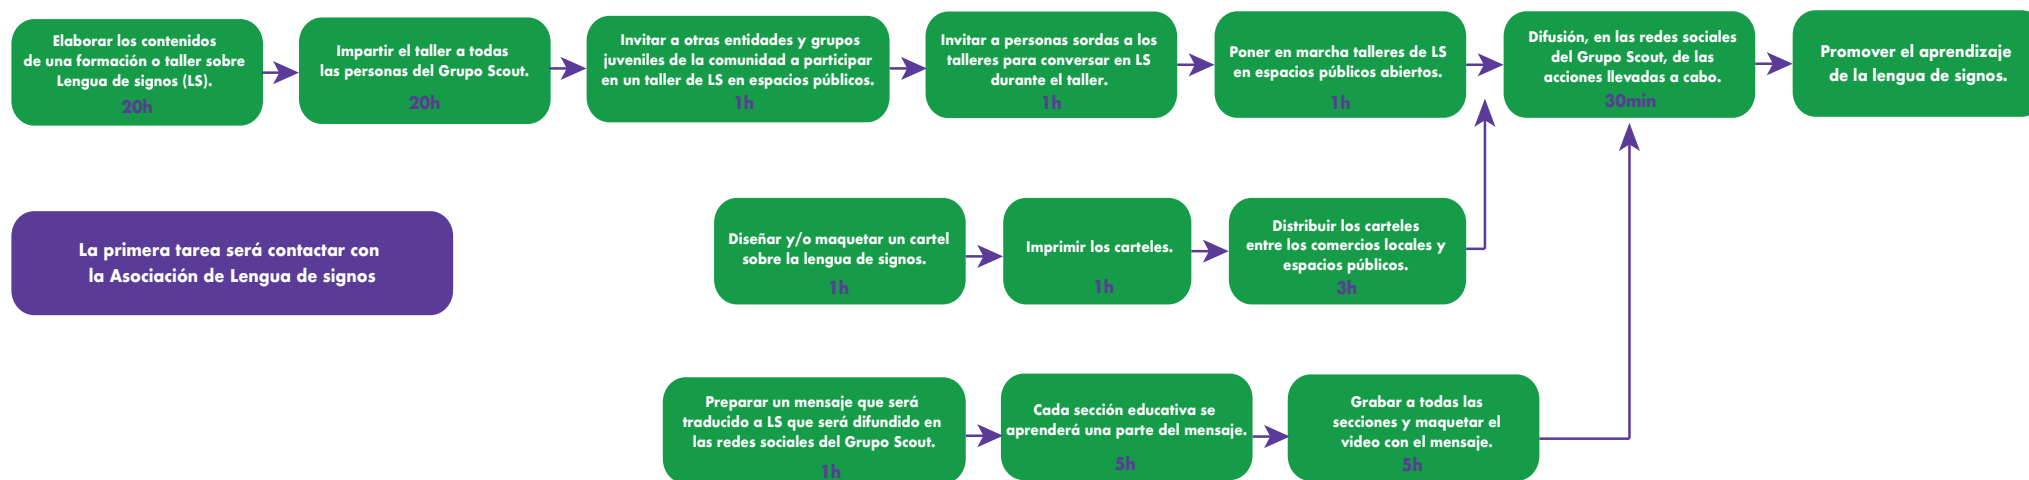 Elaborar los contenidos
de una formación o taller sobre
Lengua de signos (LS).
20h
Impartir el taller a todas
las personas del Grupo Scout.
20h
Invitar a otras entidades y grupos
juveniles de la comunidad a participar
en un taller de LS en espacios públicos.
1h
Invitar a personas sordas a los
talleres para conversar en LS
durante el taller.
1h
Poner en marcha talleres de LS
en espacios públicos abiertos.
1h
Difusión, en las redes sociales
del Grupo Scout, de las
acciones llevadas a cabo.
30min
Promover el aprendizaje
de la lengua de signos.
La primera tarea será contactar con
la Asociación de Lengua de signos
Diseñar y/o maquetar un cartel
sobre la lengua de signos.
1h
Imprimir los carteles.
1h
Distribuir los carteles
entre los comercios locales y
espacios públicos.
3h
Preparar un mensaje que será
traducido a LS que será difundido en
las redes sociales del Grupo Scout.
1h
Cada sección educativa se
aprenderá una parte del mensaje.
5h
Grabar a todas las
secciones y maquetar el
video con el mensaje.
5h